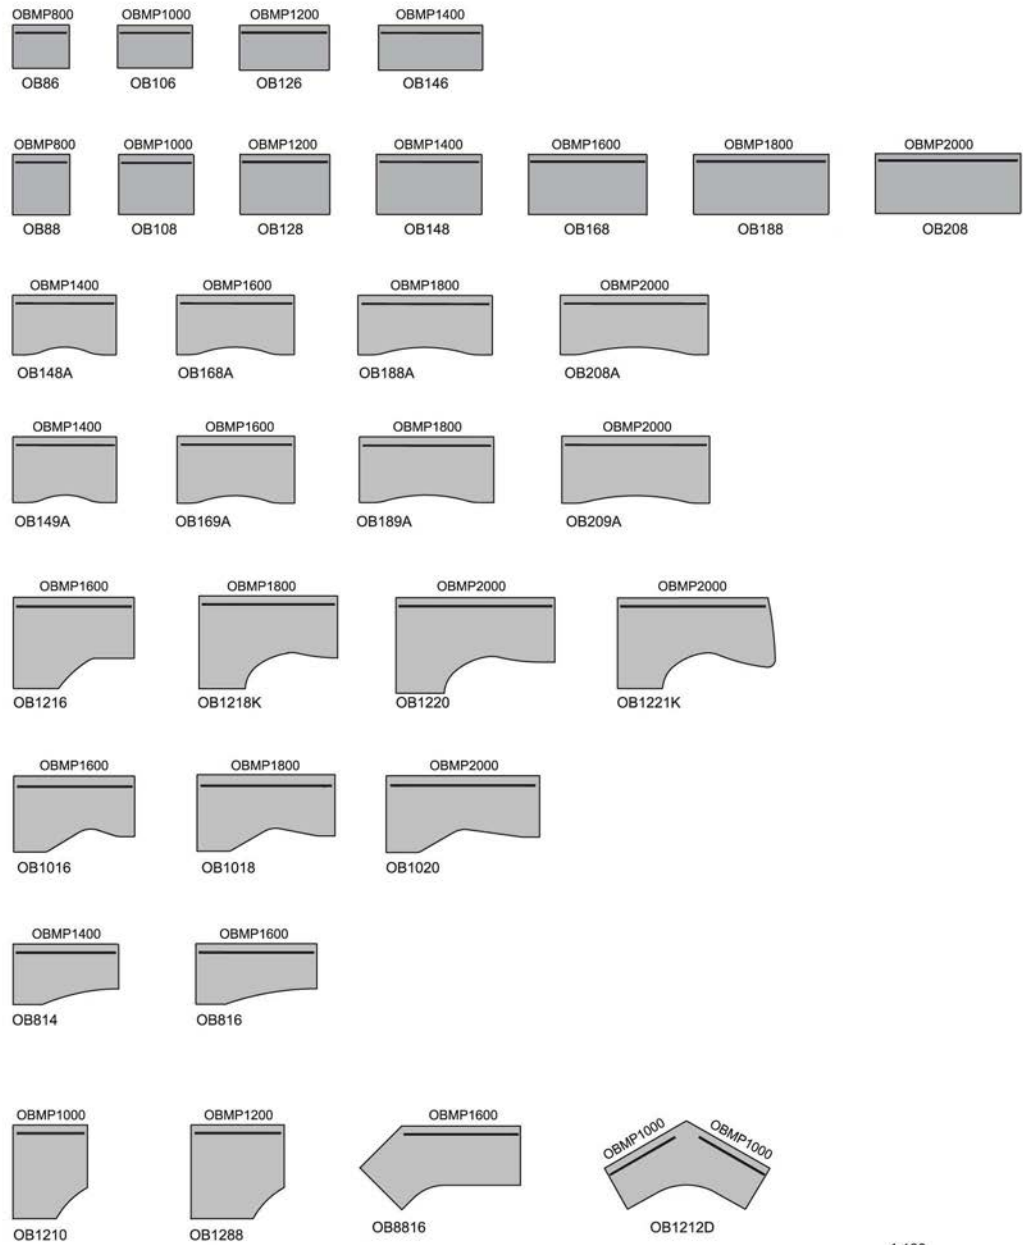 OBMP800 OBMP1000 OBMP1200 OBMP1400
OB86 OB106 OB126 OB146
OBMP800 OBMP1000 OBMP1200 OBMP1400 OBMP1600 OBMP1800 OBMP2000
OB88 OB108 OB128 OB148 OB168 OB188 OB208
OBMP1400 OBMP1600 OBMP1800 OBMP2000
OB148A OB168A OB188A OB208A
OBMP1400 OBMP1600 OBMP1800 OBMP2000
OB149A OB169A OB189A OB209A
OBMP1600 OBMP1800 OBMP2000 OBMP2000
OB1216 OB1218K OB1220 OB1221K
OBMP1600 OBMP1800 OBMP2000
OB1016 OB1018 OB1020
OBMP1400 OBMP1600
OB814 OB816
OBMP1000 OBMP1200 OBMP1600 OBMP1000 OBMP1000
OB1210 OB1288 OB8816 OB1212D